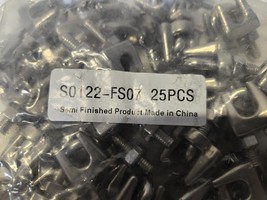 S0122-FS07 25PCS
Semi Finished Product Made in China